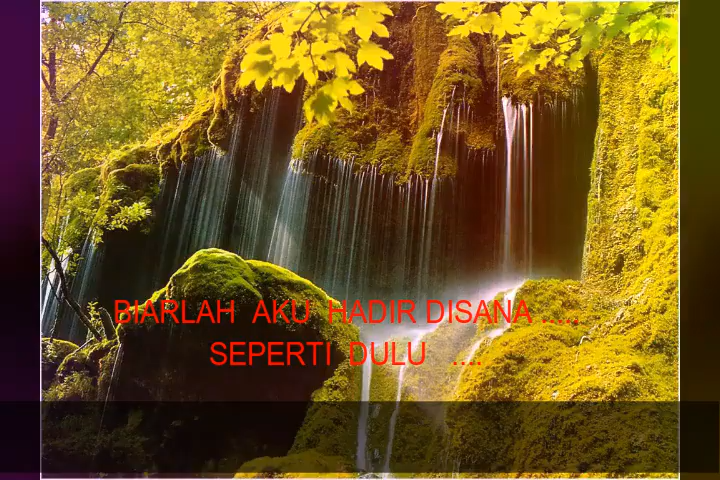 BIARLAH AKU HADIR DISANA .....
SEPERTI DULU ....